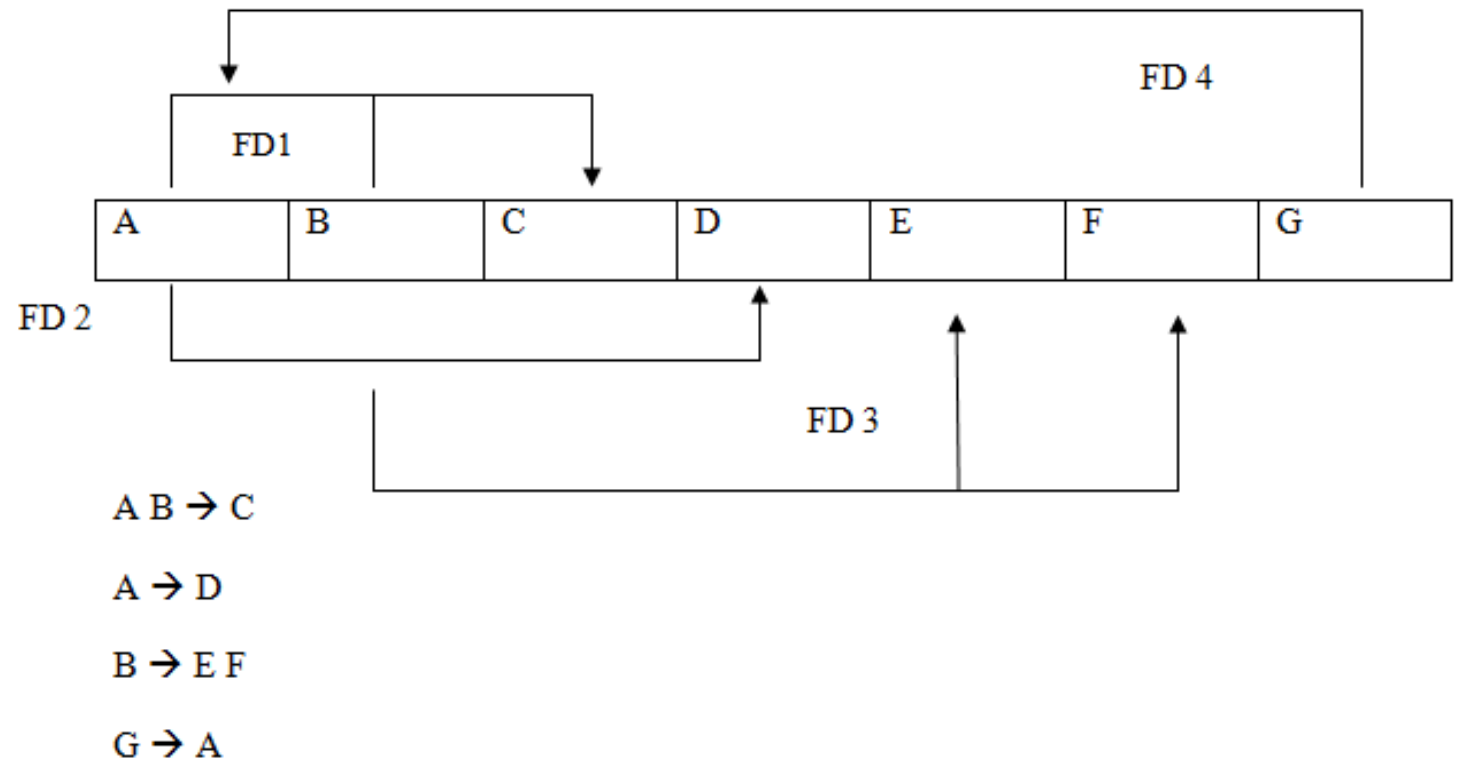 FD 4
FD1
A B C D E F G
FD 2
FD 3
A B → C
A → D
B → E F
G → A